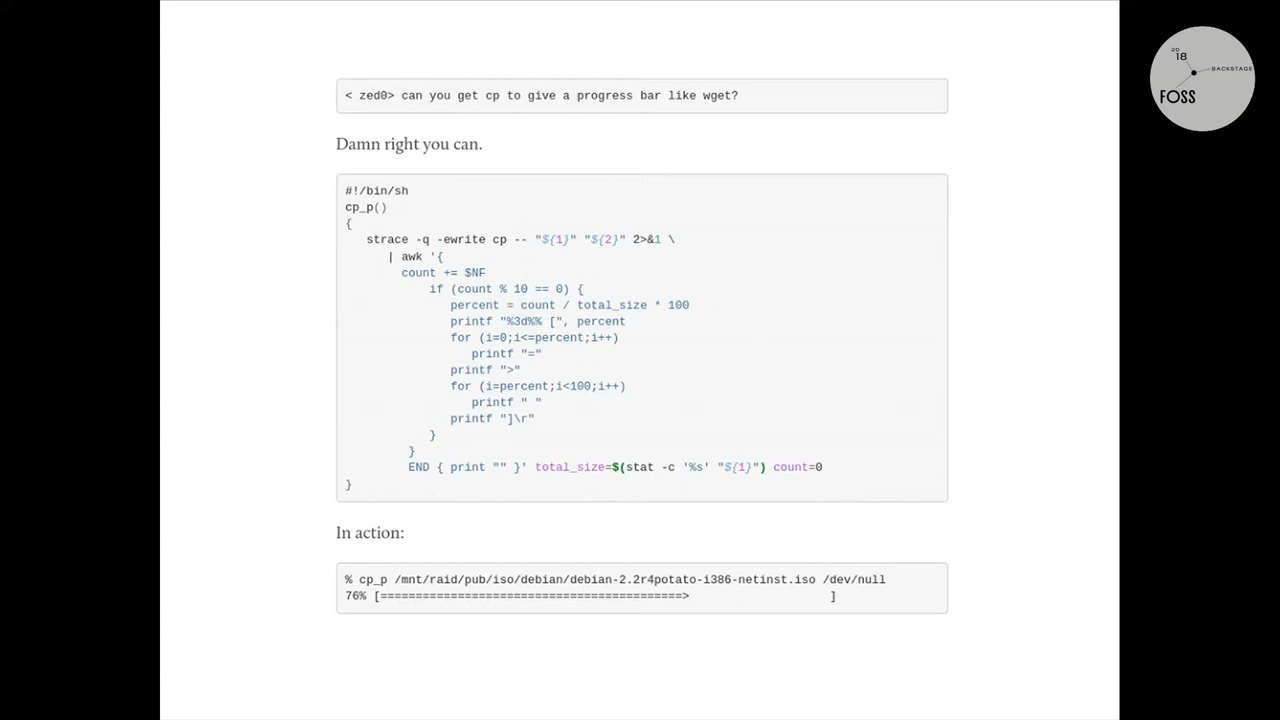 < zed0> can you get cp to give a progress bar like wget?
Damn right you can.
#!/bin/sh
cp_p()
{
   strace -q -ewrite cp -- "${1}" "${2}" 2>&1 \
      | awk '{
        count += $NF
            if (count % 10 == 0) {
               percent = count / total_size * 100
               printf "%3d%% [", percent
               for (i=0;i<=percent;i++)
                  printf "="
               printf ">"
               for (i=percent;i<100;i++)
                  printf " "
               printf "]\r"
            }
         }
         END { print "" }' total_size=$(stat -c '%s' "${1}") count=0
}
In action:
% cp_p /mnt/raid/pub/iso/debian/debian-2.2r4potato-i386-netinst.iso /dev/null
76% [===========================================>                    ]
20
18
BACKSTAGE
FOSS